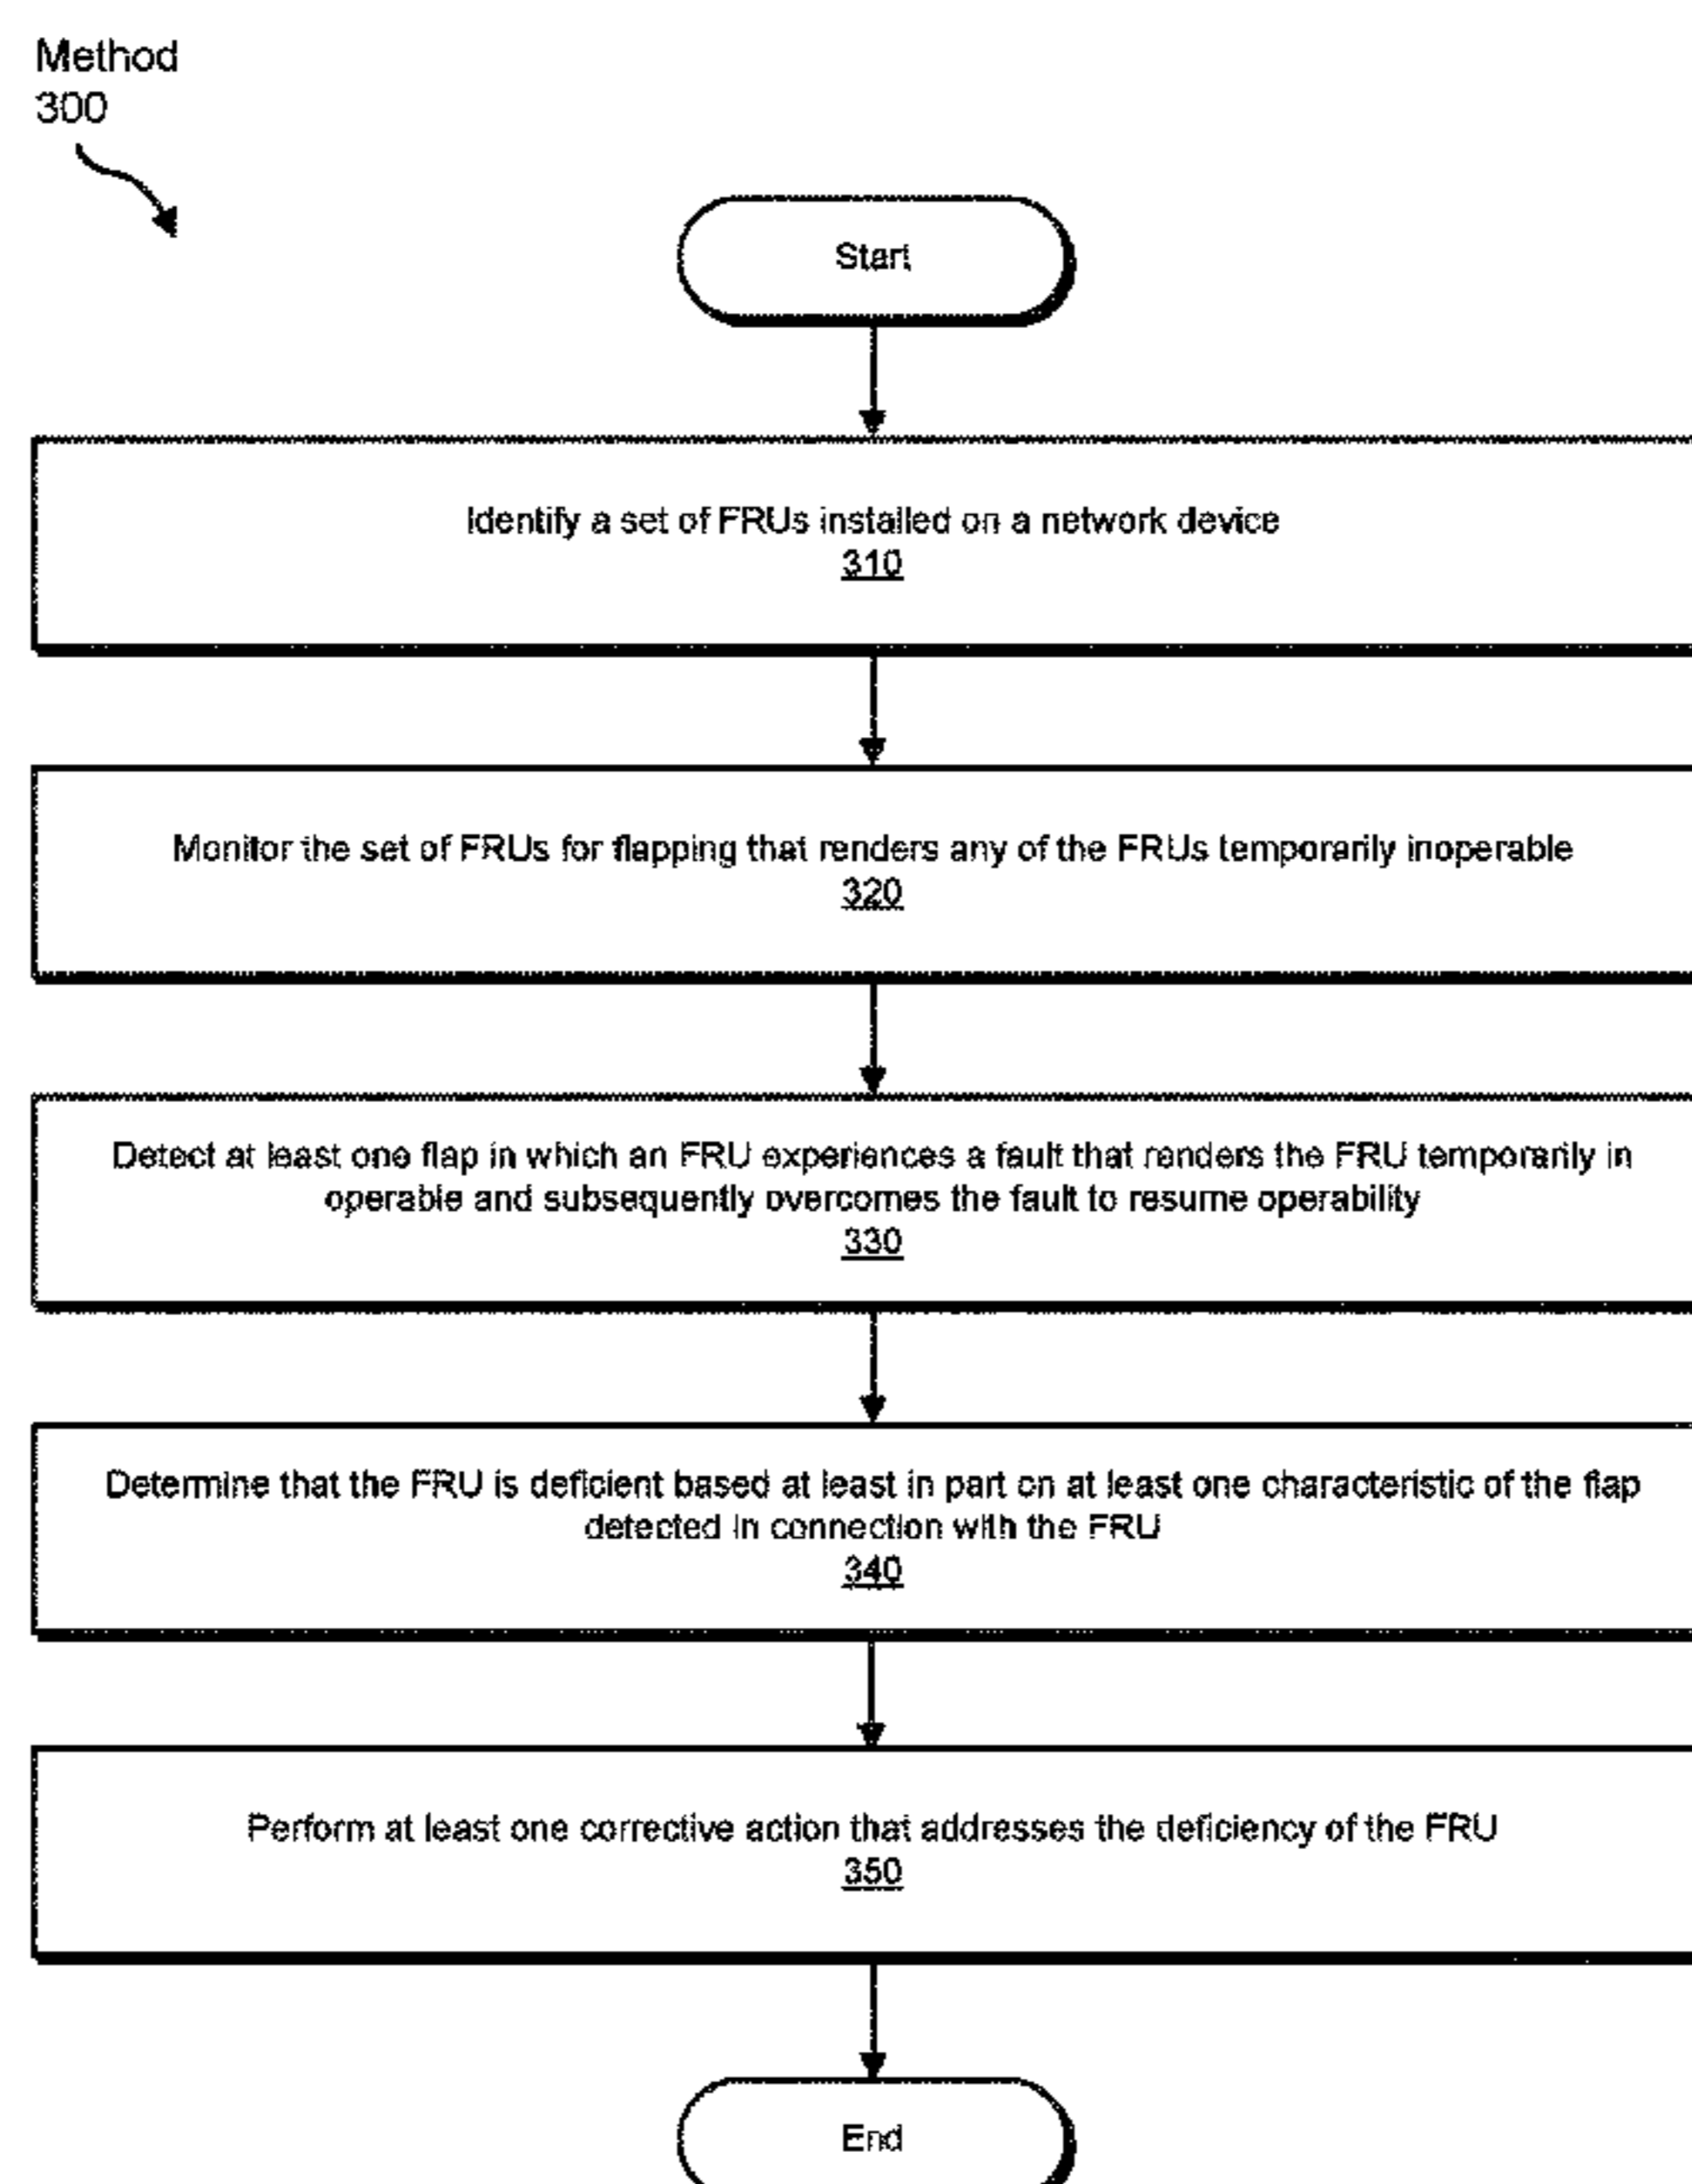 Method
300
Start
Identify a set of FRUs installed on a network device
310
Monitor the set of FRUs for flapping that renders any of the FRUs temporarily inoperable
320
Detect at least one flap in which an FRU experiences a fault that renders the FRU temporarily in
operable and subsequently overcomes the fault to resume operability
330
Determine that the FRU is deficient based at least in part on at least one characteristic of the flap
detected in connection with the FRU
340
Perform at least one corrective action that addresses the deficiency of the FRU
350
End